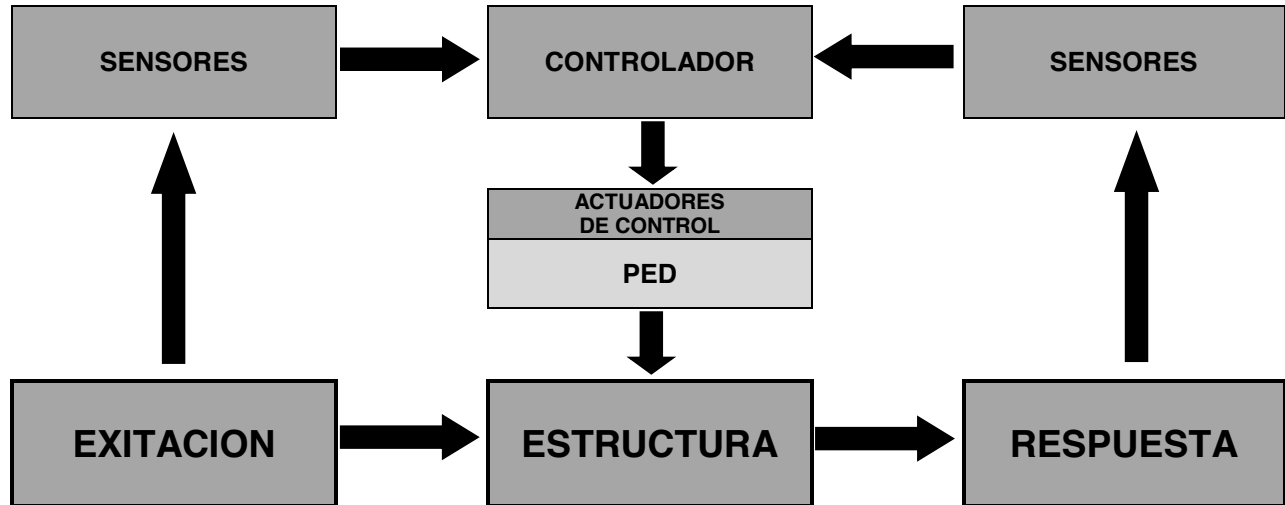 SENSORES
CONTROLADOR
SENSORES
ACTUADORES
DE CONTROL
PED
EXITACION
ESTRUCTURA
RESPUESTA